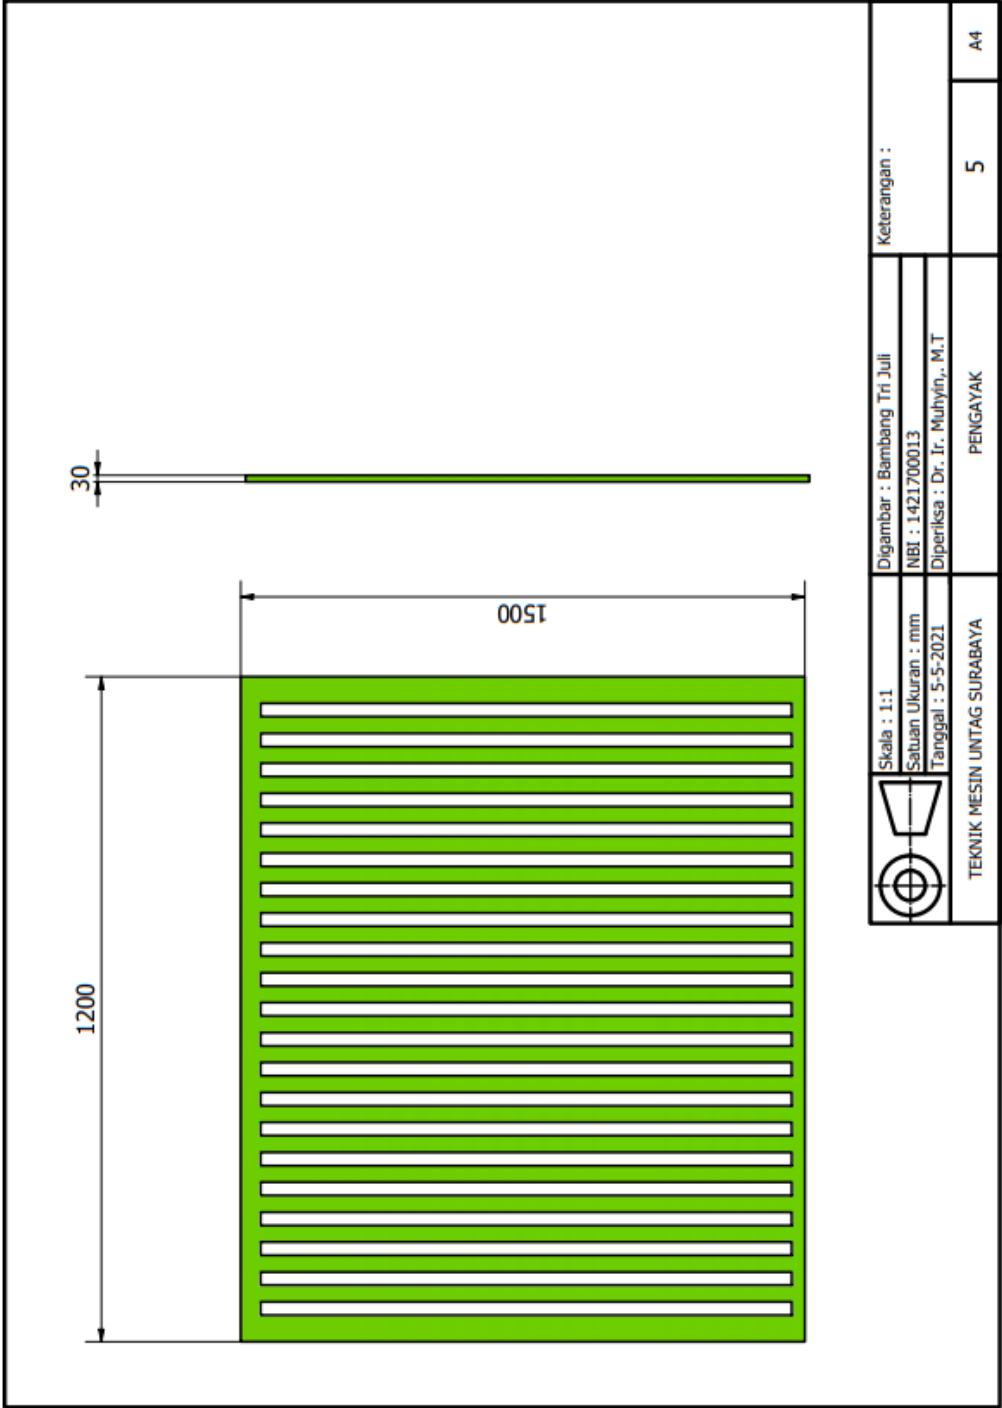 30
1200
1500
Skala : 1:1
Satuan Ukuran : mm
Tanggal : 5-5-2021
Digambar : Bambang Tri Juli
NBI : 1421700013
Diperiksa : Dr. Ir. Muhyin,. M.T
Keterangan :
TEKNIK MESIN UNTAG SURABAYA
PENGAYAK
5
A4